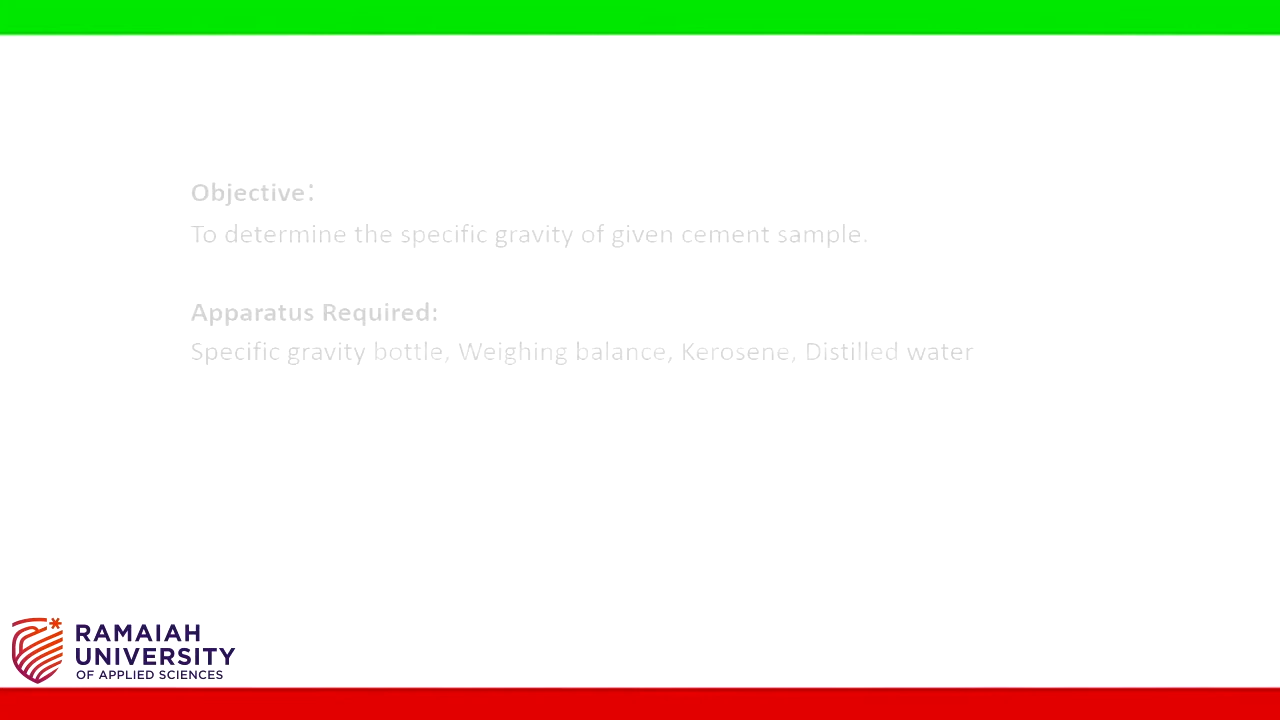 Objective:
To determine the specific gravity of given cement sample.
Apparatus Required:
Specific gravity bottle, Weighing balance, Kerosene, Distilled water
RAMAIAH
UNIVERSITY
OF APPLIED SCIENCES